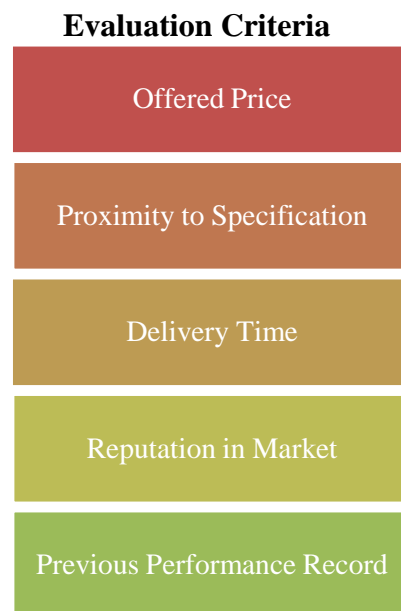 Evaluation Criteria
Offered Price
Proximity to Specification
Delivery Time
Reputation in Market
Previous Performance Record